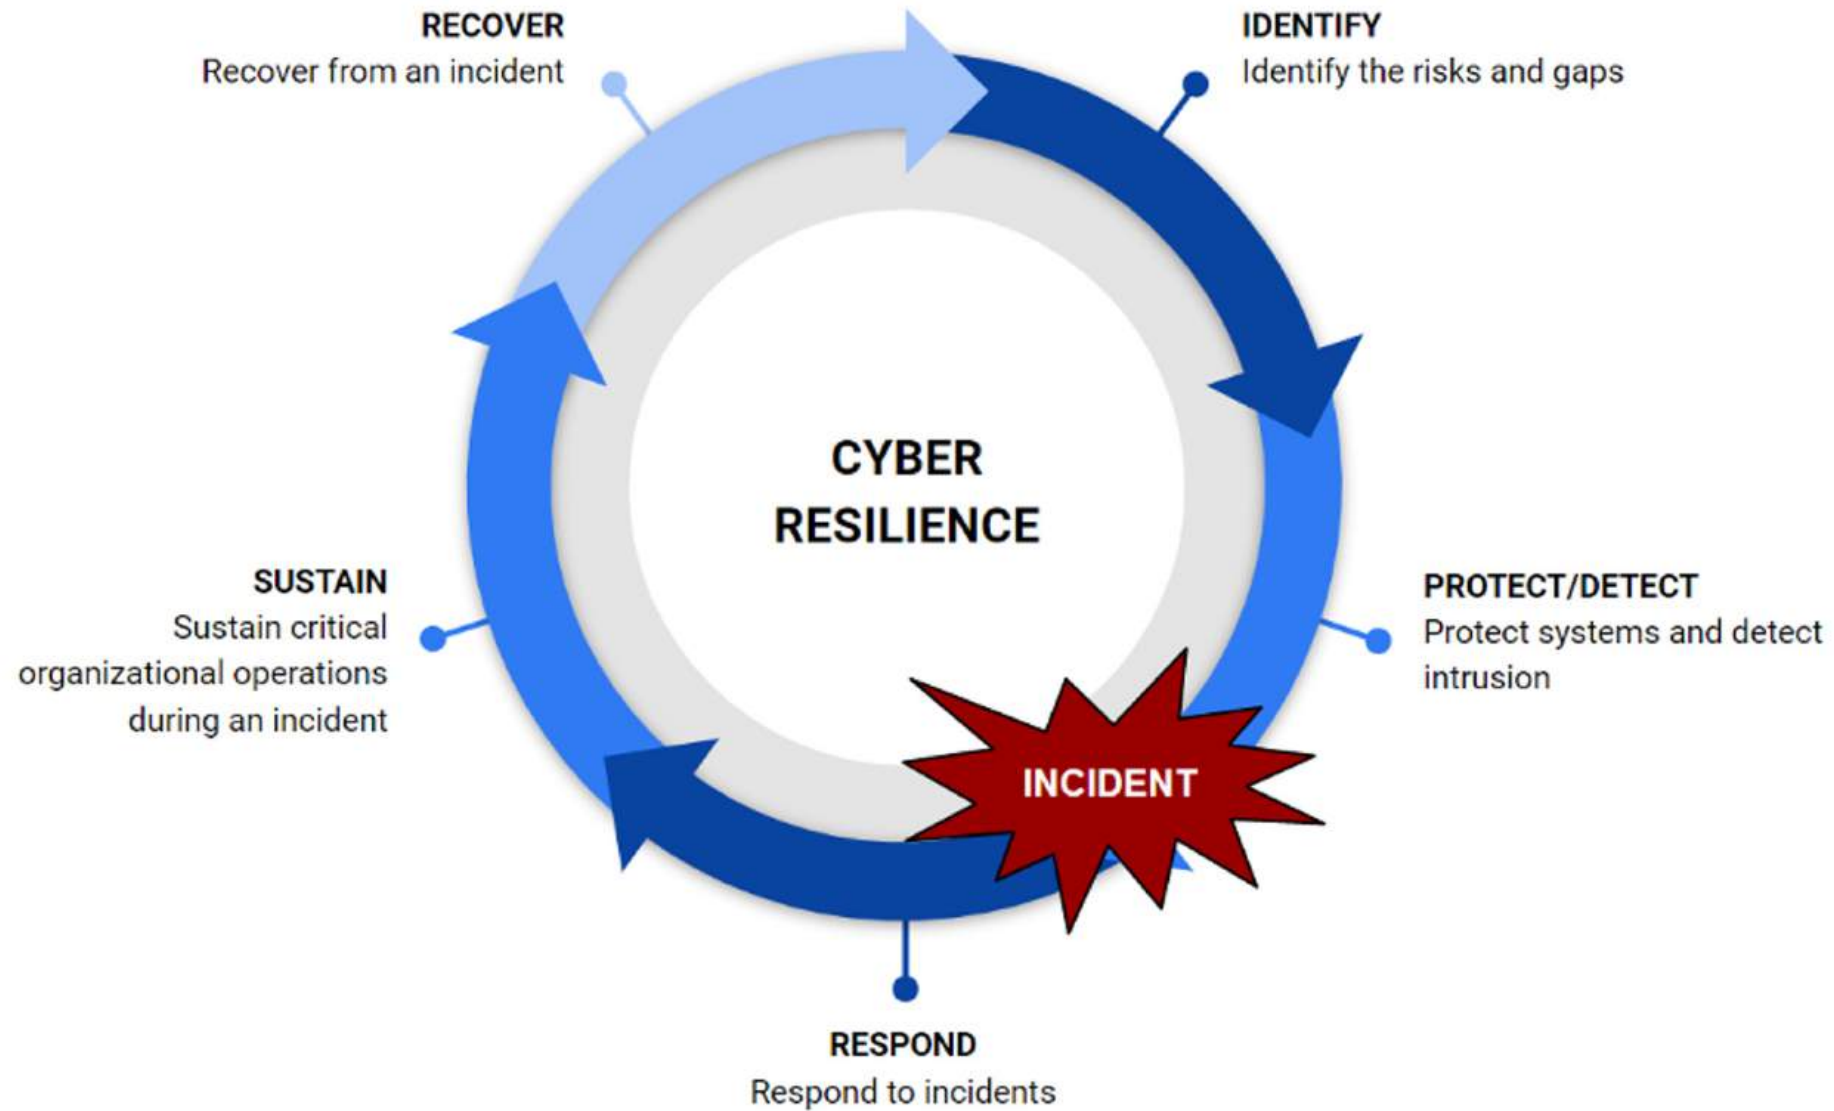 RECOVER
Recover from an incident
IDENTIFY
Identify the risks and gaps
CYBER
RESILIENCE
SUSTAIN
Sustain critical
organizational operations
during an incident
PROTECT/DETECT
Protect systems and detect
intrusion
INCIDENT
RESPOND
Respond to incidents